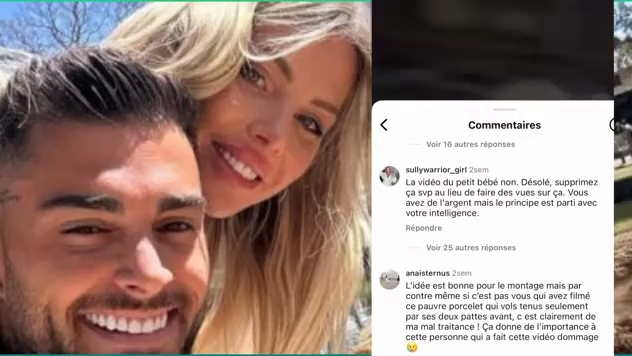 Commentaires
Voir 16 autres réponses
sullywarrior_girl 2sem
La vidéo du petit bébé non. Désolé, supprimez
ça svp au lieu de faire des vues sur ça. Vous
avez de l'argent mais le principe est parti avec
votre intelligence.
Répondre
Voir 25 autres réponses
anaisternus 2sem
L'idée est bonne pour le montage mais par
contre même si c'est pas vous qui avez filmé
ce pauvre porcelet qui vols tenus seulement
par ses deux pattes avant, c est clairement de
ma mal traitance ! Ça donne de l'importance à
cette personne qui a fait cette vidéo dommage
😢